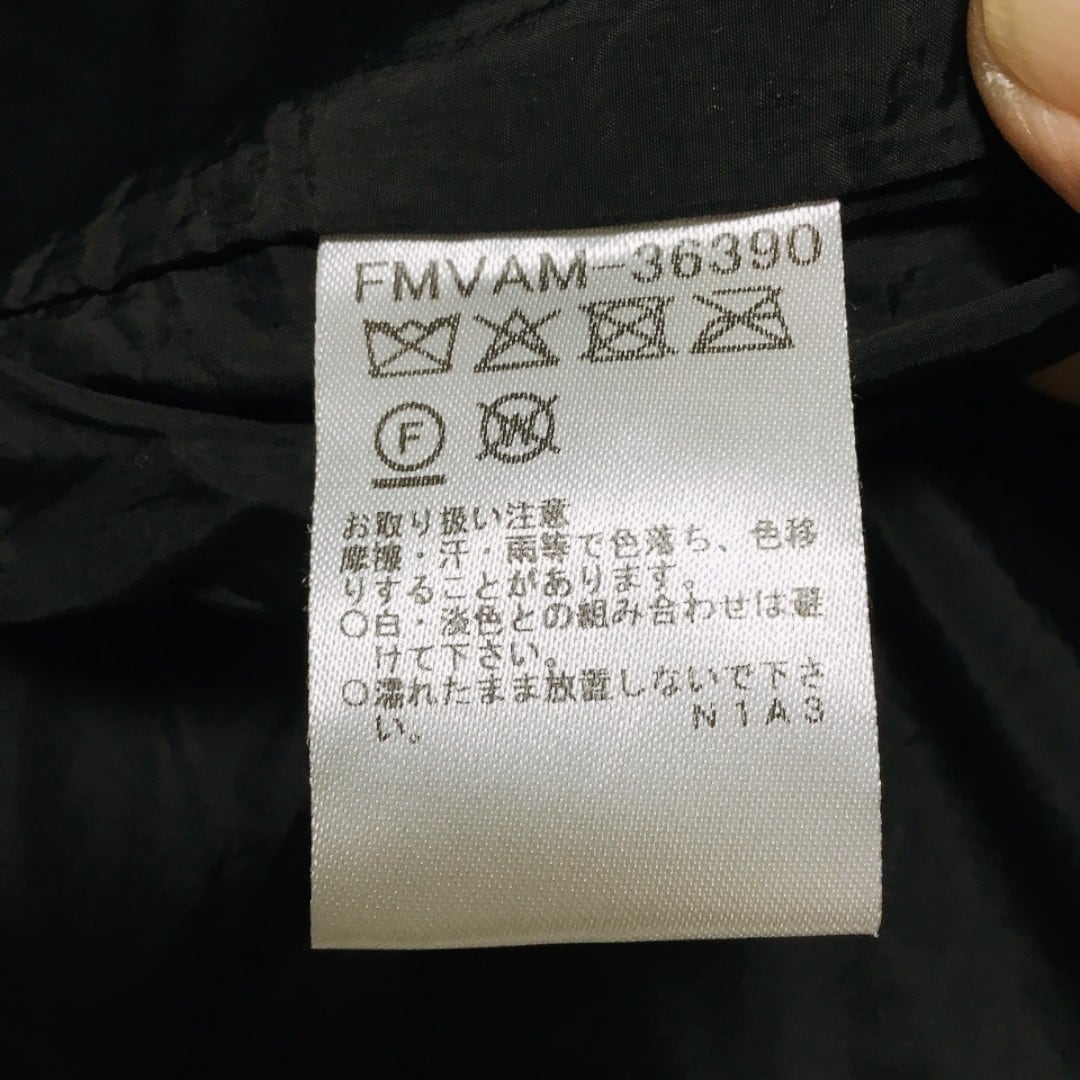 FMVAM-36390
F
W
お取り扱い注意
摩擦・汗・雨等で色落ち、色移
りすることがあります。
○白・淡色との組み合わせは避
けて下さい。
○濡れたまま放置しないで下さ
い。
N1A3